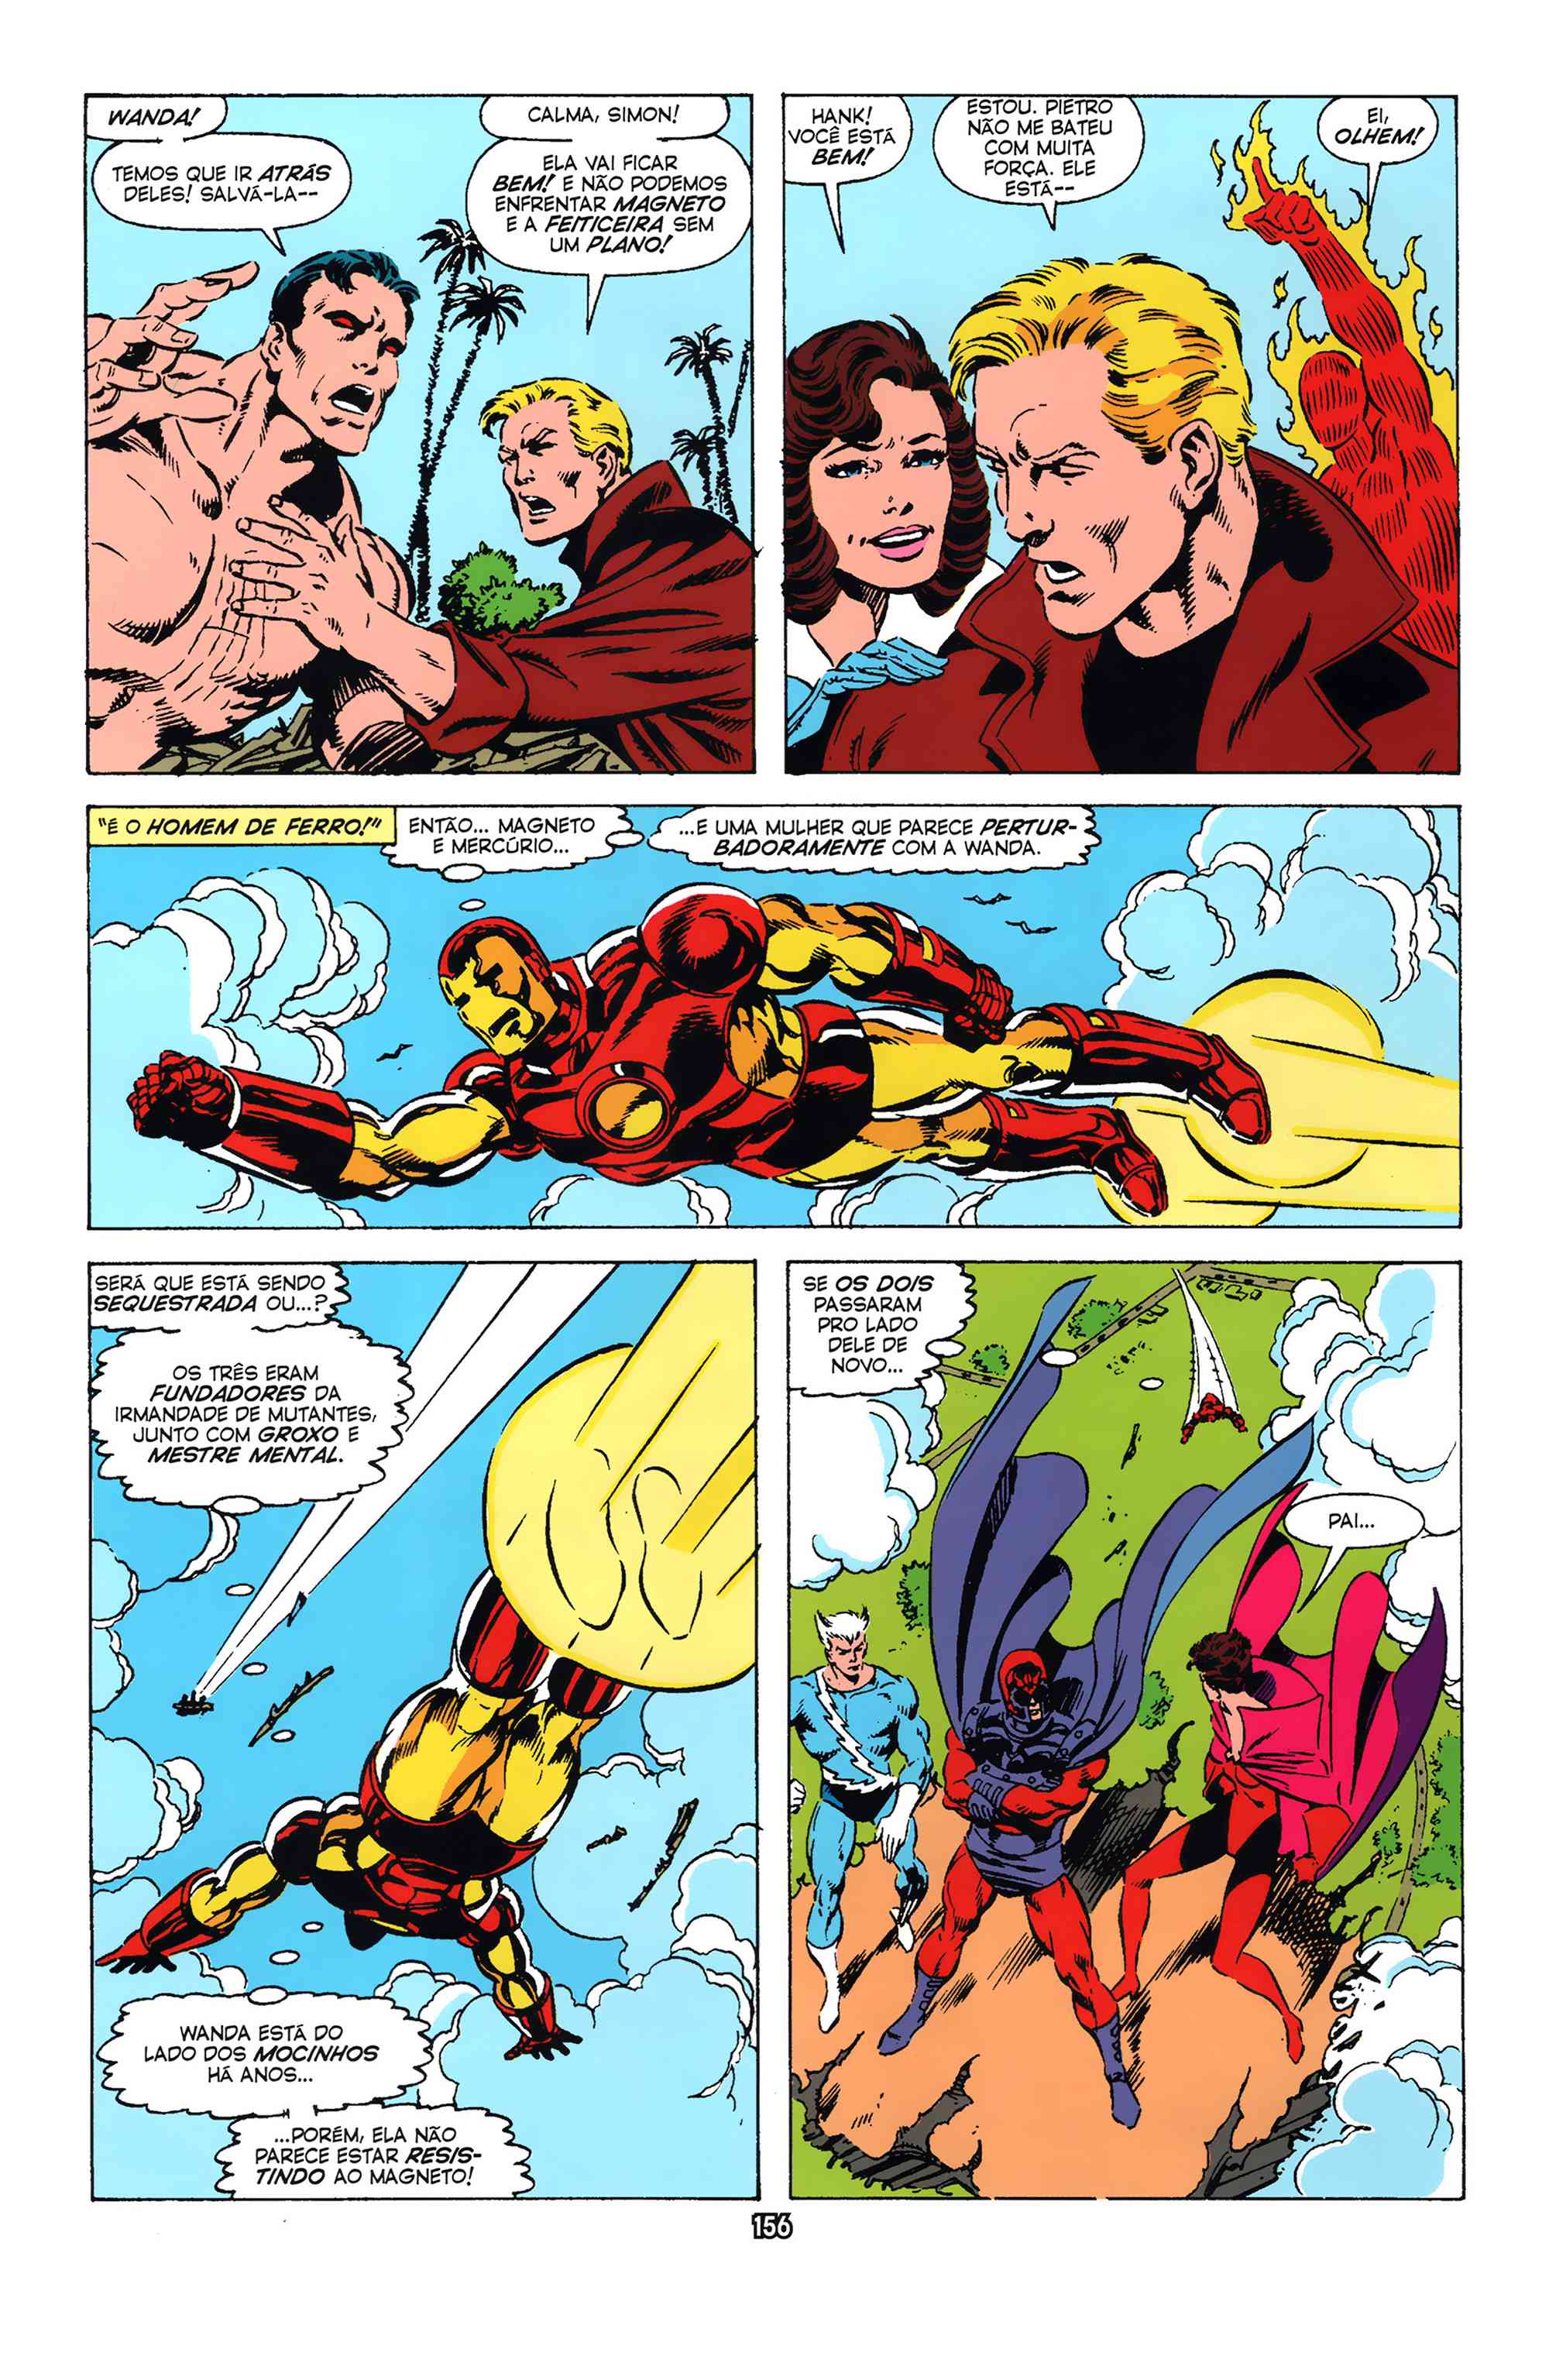 WANDA!
TEMOS QUE IR ATRÁS
DELES! SALVÁ-LA--
CALMA, SIMON!
ELA VAI FICAR
BEM! E NÃO PODEMOS
ENFRENTAR MAGNETO
E A FEITICEIRA SEM
UM PLANO!
HANK!
VOCÊ ESTÁ
BEM!
ESTOU. PIETRO
NÃO ME BATEU
COM MUITA
FORÇA. ELE
ESTÁ--
EI,
OLHEM!
"É O HOMEM DE FERRO!"
ENTÃO... MAGNETO
E MERCÚRIO...
...E UMA MULHER QUE PARECE PERTUR-
BADORAMENTE COM A WANDA.
SERÁ QUE ESTÁ SENDO
SEQUESTRADA OU...?
OS TRÊS ERAM
FUNDADORES DA
IRMANDADE DE MUTANTES,
JUNTO COM GROXO E
MESTRE MENTAL.
WANDA ESTÁ DO
LADO DOS MOCINHOS
HÁ ANOS...
...PORÉM, ELA NÃO
PARECE ESTAR RESIS-
TINDO AO MAGNETO!
SE OS DOIS
PASSARAM
PRO LADO
DELE DE
NOVO...
PAI...
156